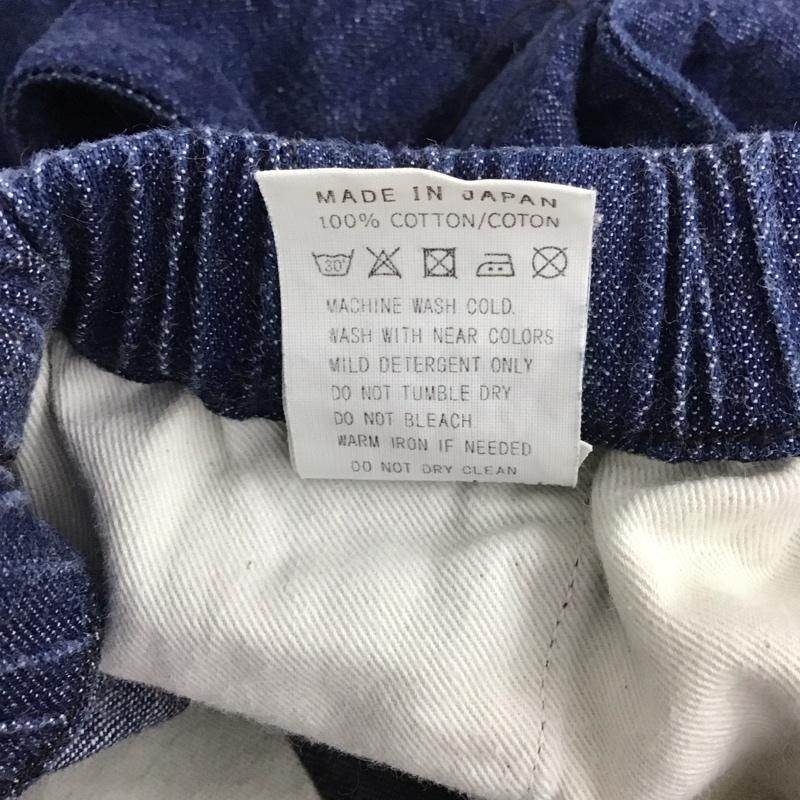 MADE IN JAPAN
100% COTTON/COTON
30°
MACHINE WASH COLD.
WASH WITH NEAR COLORS
MILD DETERGENT ONLY
DO NOT TUMBLE DRY
DO NOT BLEACH
WARM IRON IF NEEDED
DO NOT DRY CLEAN